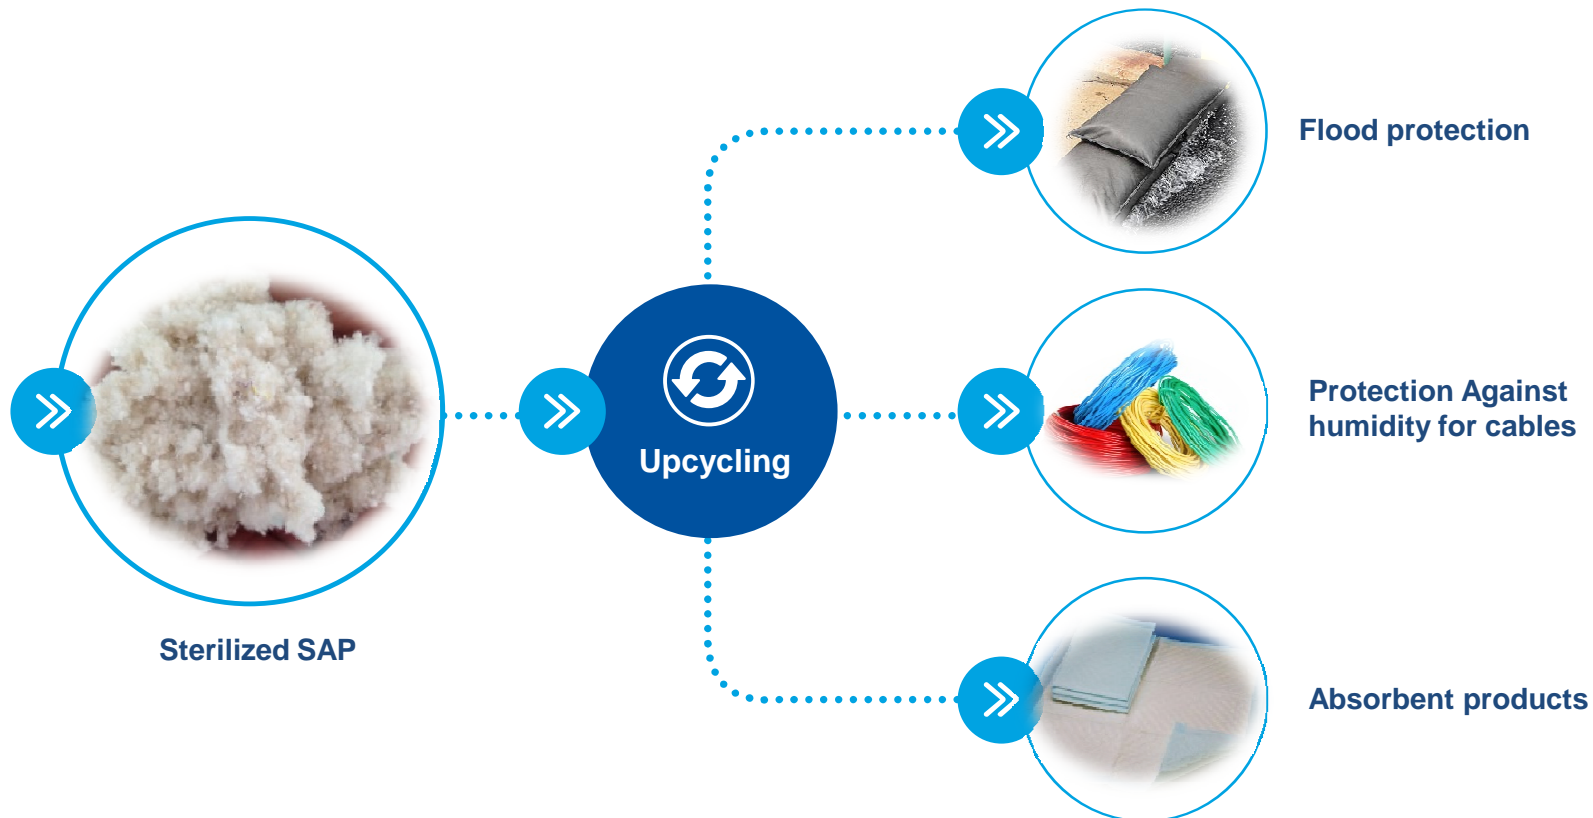 Flood protection
Protection Against
humidity for cables
Upcycling
Sterilized SAP
Absorbent products